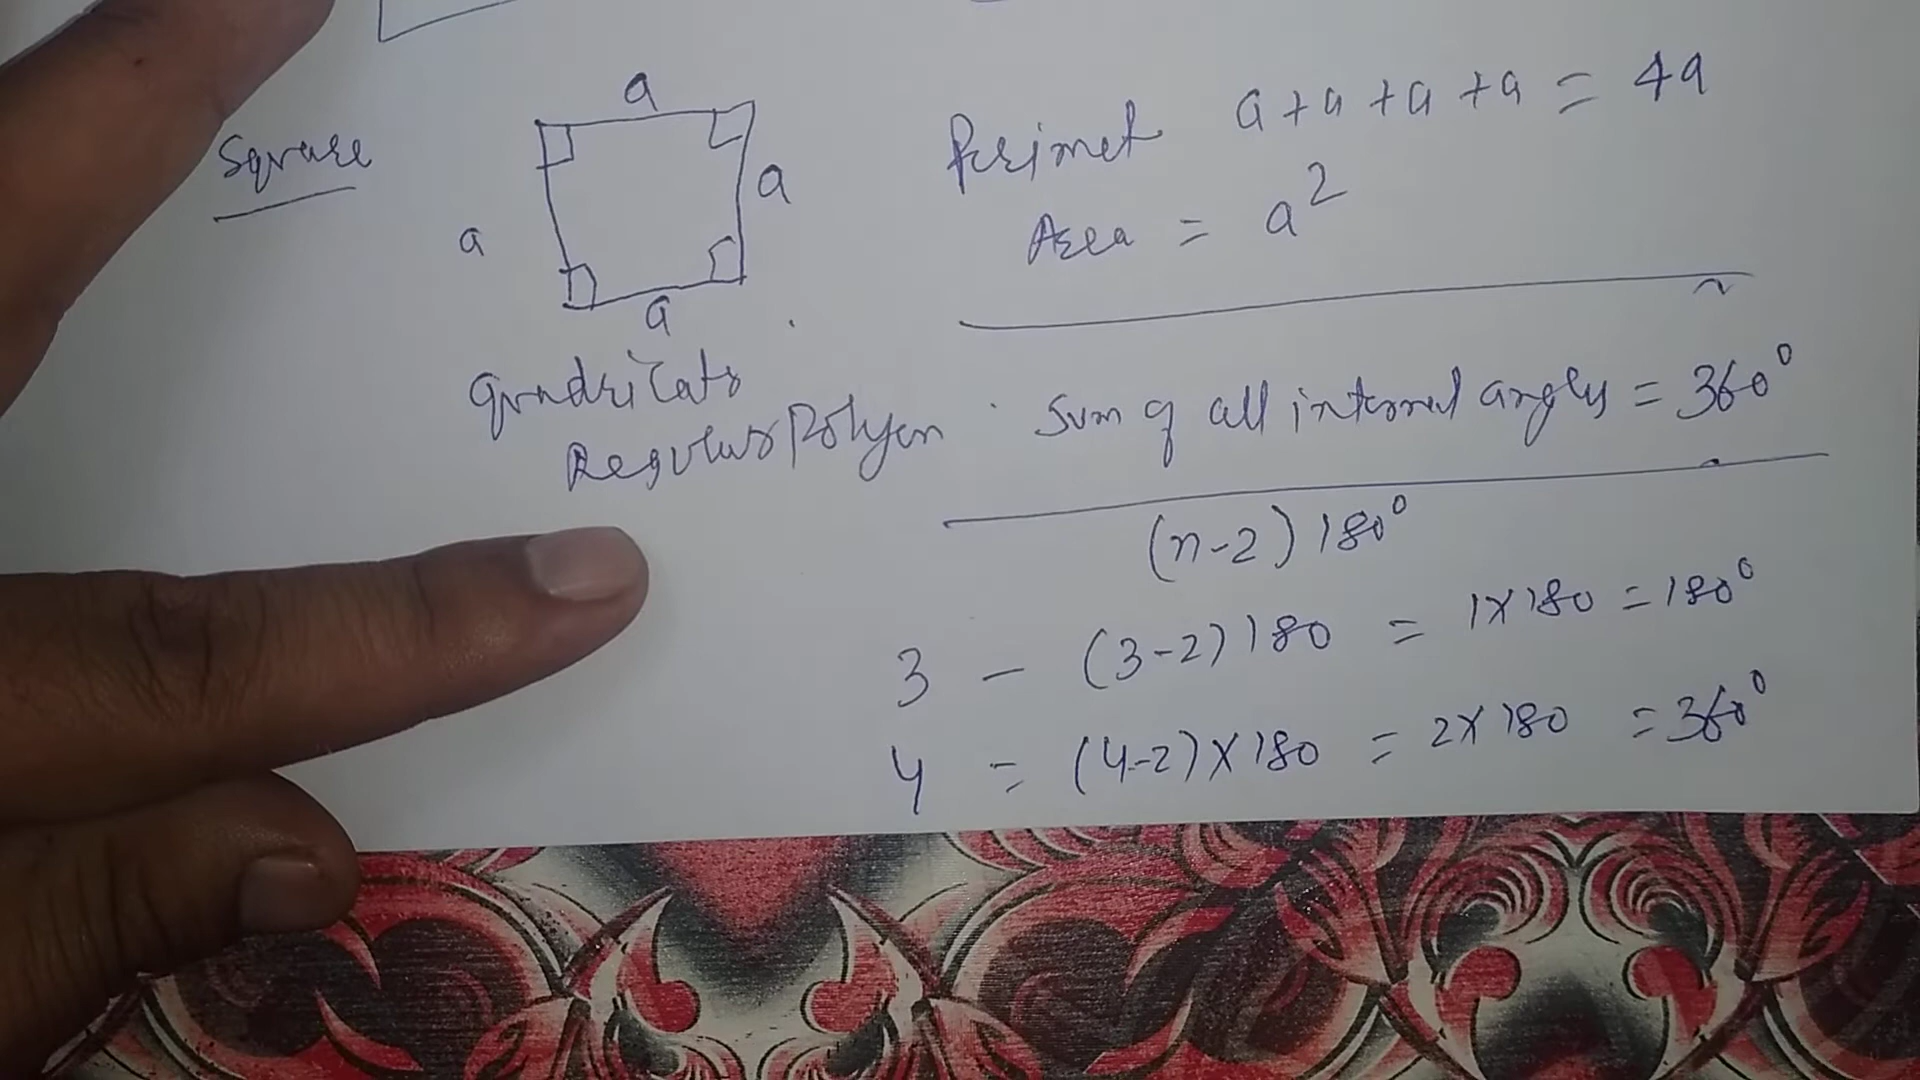 Square
a
a
a
a
Perimet a+a+a+a = 4a
Area = a²
Regular Polygon
Sum of all internal angles = 360°
(n-2) 180°
3 - (3-2) 180 = 1×180 = 180°
4 = (4-2)×180 = 2×180 = 360°